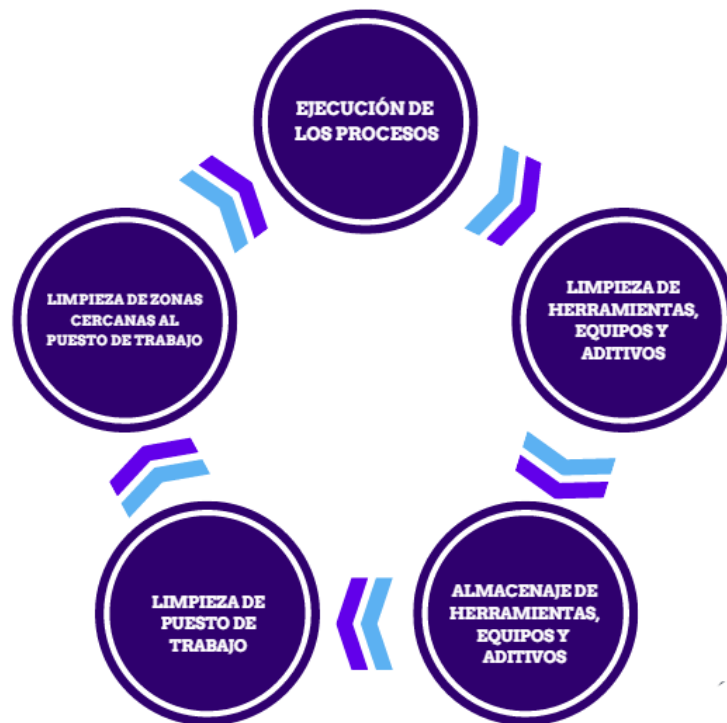 EJECUCIÓN DE
LOS PROCESOS
LIMPIEZA DE
HERRAMIENTAS,
EQUIPOS Y
ADITIVOS
ALMACENAJE DE
HERRAMIENTAS,
EQUIPOS Y
ADITIVOS
LIMPIEZA DE
PUESTO DE
TRABAJO
LIMPIEZA DE ZONAS
CERCANAS AL
PUESTO DE TRABAJO